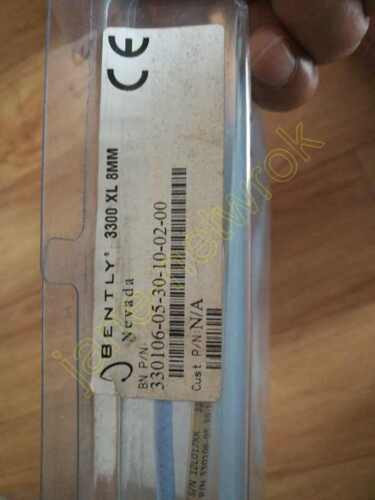 CE
BENTLY® 3300 XL 8MM
Nevada
BN P/N:
330106-05-30-10-02-00
Cust P/N:N/A